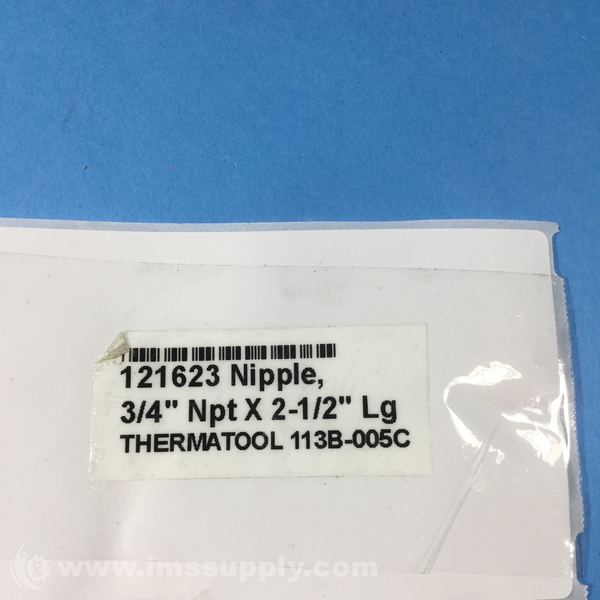 121623 Nipple,
3/4" Npt X 2-1/2" Lg
THERMATOOL 113B-005C
www.imssupply.com